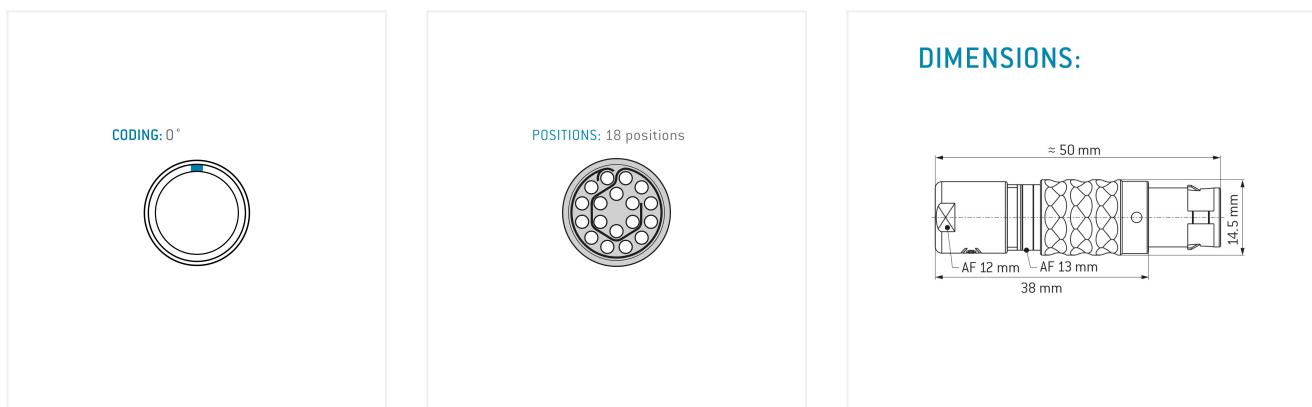 CODING: 0°
POSITIONS: 18 positions
DIMENSIONS:
≈ 50 mm
14.5 mm
AF 12 mm
AF 13 mm
38 mm